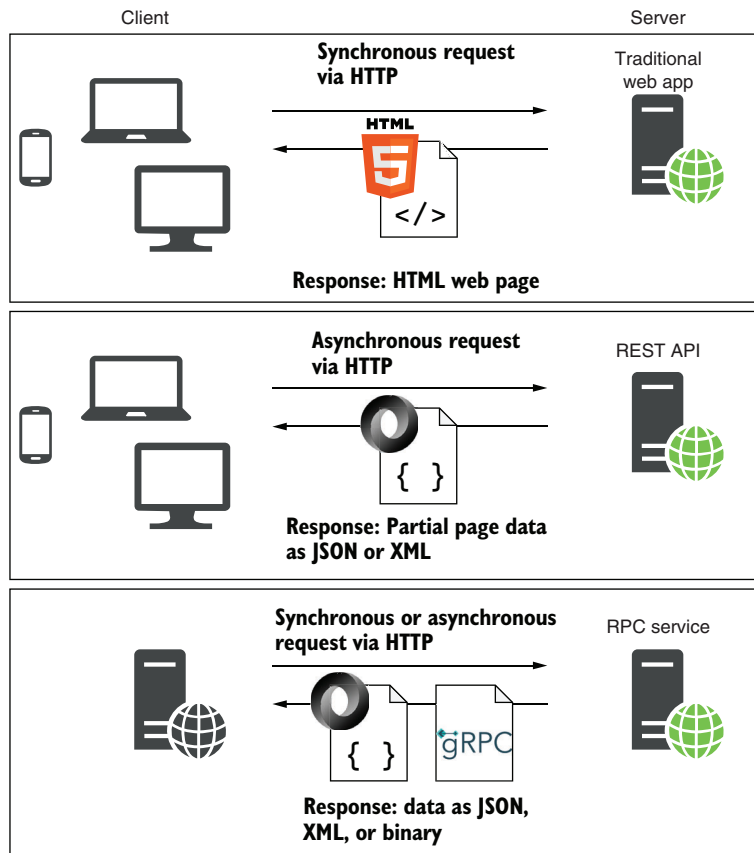 Client
Server
Synchronous request
via HTTP
Traditional
web app
HTML
5
</>
Response: HTML web page
Asynchronous request
via HTTP
REST API
{ }
Response: Partial page data
as JSON or XML
Synchronous or asynchronous
request via HTTP
RPC service
{ }
gRPC
Response: data as JSON,
XML, or binary